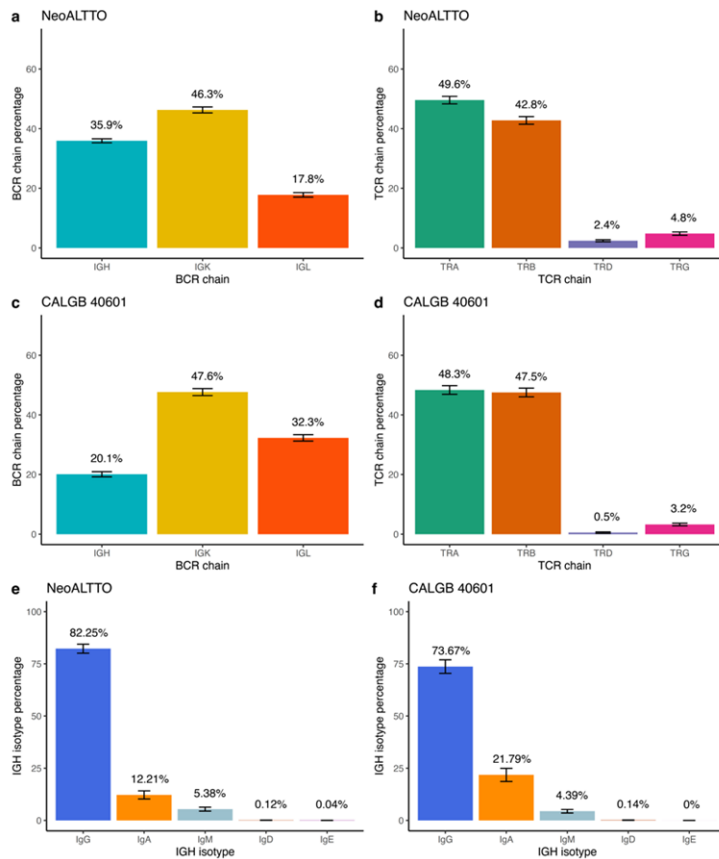 a NeoALTTO
BCR chain percentage
60
40
20
0
35.9%
46.3%
17.8%
IGH IGK IGL
BCR chain
b NeoALTTO
TCR chain percentage
60
40
20
0
49.6%
42.8%
2.4%
4.8%
TRA TRB TRD TRG
TCR chain
c CALGB 40601
BCR chain percentage
60
40
20
0
20.1%
47.6%
32.3%
IGH IGK IGL
BCR chain
d CALGB 40601
TCR chain percentage
60
40
20
0
48.3%
47.5%
0.5%
3.2%
TRA TRB TRD TRG
TCR chain
e NeoALTTO
IGH isotype percentage
100
75
50
25
0
82.25%
12.21%
5.38%
0.12%
0.04%
IgG IgA IgM IgD IgE
IGH isotype
f CALGB 40601
IGH isotype percentage
100
75
50
25
0
73.67%
21.79%
4.39%
0.14%
0%
IgG IgA IgM IgD IgE
IGH isotype